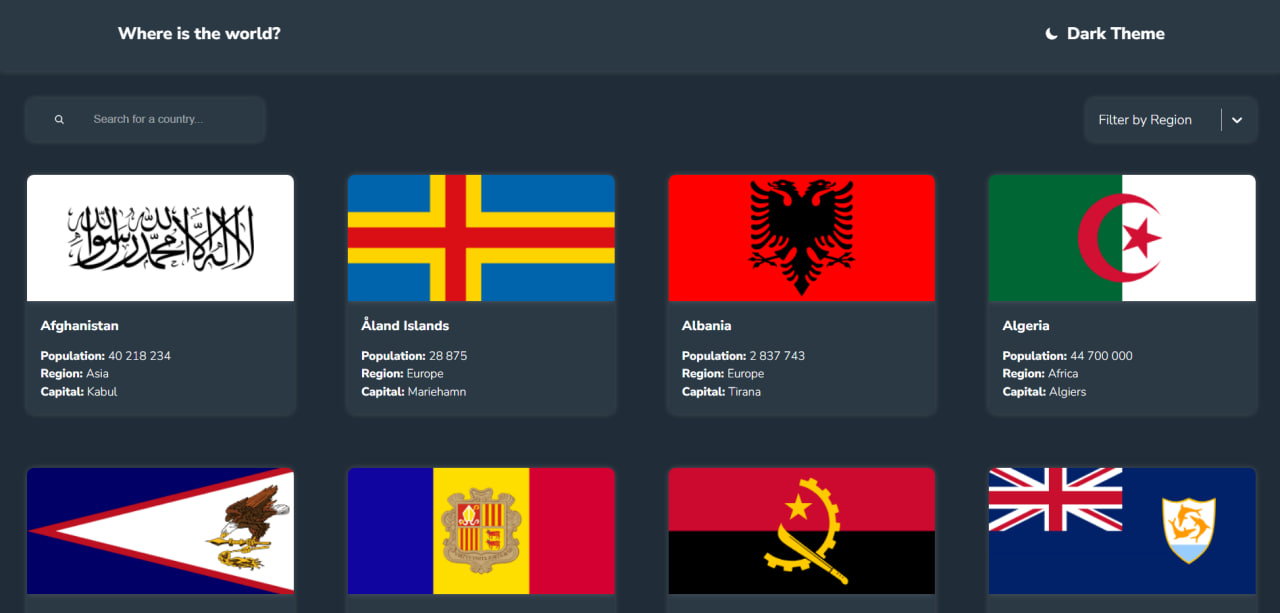 Where is the world?
Dark Theme
Search for a country...
Filter by Region
لا إله إلا الله محمد رسول الله
Afghanistan
Population: 40 218 234
Region: Asia
Capital: Kabul
Åland Islands
Population: 28 875
Region: Europe
Capital: Mariehamn
Albania
Population: 2 837 743
Region: Europe
Capital: Tirana
Algeria
Population: 44 700 000
Region: Africa
Capital: Algiers